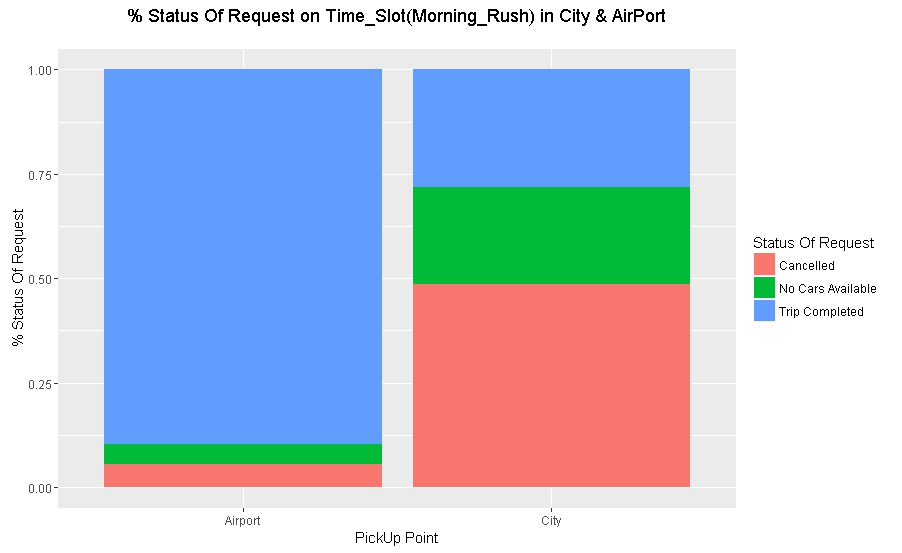 % Status Of Request on Time_Slot(Morning_Rush) in City & AirPort
1.00
0.75
0.50
0.25
0.00
% Status Of Request
Airport
City
PickUp Point
Status Of Request
Cancelled
No Cars Available
Trip Completed